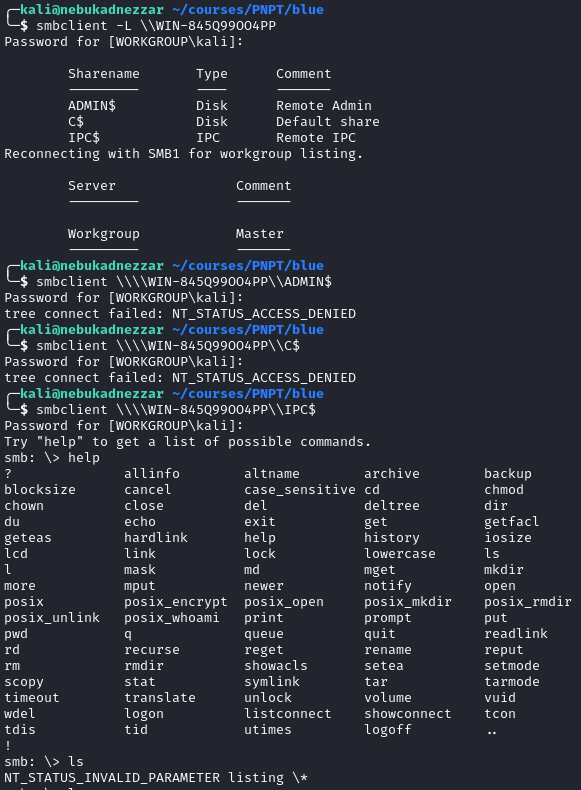 ╭─kali@nebukadnezzar ~/courses/PNPT/blue
╰─$ smbclient -L \\WIN-845Q99OO4PP
Password for [WORKGROUP\kali]:
Sharename       Type      Comment
---------       ----      -------
ADMIN$          Disk      Remote Admin
C$              Disk      Default share
IPC$            IPC       Remote IPC
Reconnecting with SMB1 for workgroup listing.
Server               Comment
---------            -------
Workgroup            Master
---------            -------
╭─kali@nebukadnezzar ~/courses/PNPT/blue
╰─$ smbclient \\\\WIN-845Q99OO4PP\\ADMIN$
Password for [WORKGROUP\kali]:
tree connect failed: NT_STATUS_ACCESS_DENIED
╭─kali@nebukadnezzar ~/courses/PNPT/blue
╰─$ smbclient \\\\WIN-845Q99OO4PP\\C$
Password for [WORKGROUP\kali]:
tree connect failed: NT_STATUS_ACCESS_DENIED
╭─kali@nebukadnezzar ~/courses/PNPT/blue
╰─$ smbclient \\\\WIN-845Q99OO4PP\\IPC$
Password for [WORKGROUP\kali]:
Try "help" to get a list of possible commands.
smb: \> help
?              allinfo        altname        archive        backup
blocksize      cancel         case_sensitive cd             chmod
chown          close          del            deltree        dir
du             echo           exit           get            getfacl
geteas         hardlink       help           history        iosize
lcd            link           lock           lowercase      ls
l              mask           md             mget           mkdir
more           mput           newer          notify         open
posix          posix_encrypt  posix_open     posix_mkdir    posix_rmdir
posix_unlink   posix_whoami   print          prompt         put
pwd            q              queue          quit           readlink
rd             recurse        reget          rename         reput
rm             rmdir          showacls       setea          setmode
scopy          stat           symlink        tar            tarmode
timeout        translate      unlock         volume         vuid
wdel           logon          listconnect    showconnect    tcon
tdis           tid            utimes         logoff         ..
!
smb: \> ls
NT_STATUS_INVALID_PARAMETER listing \*